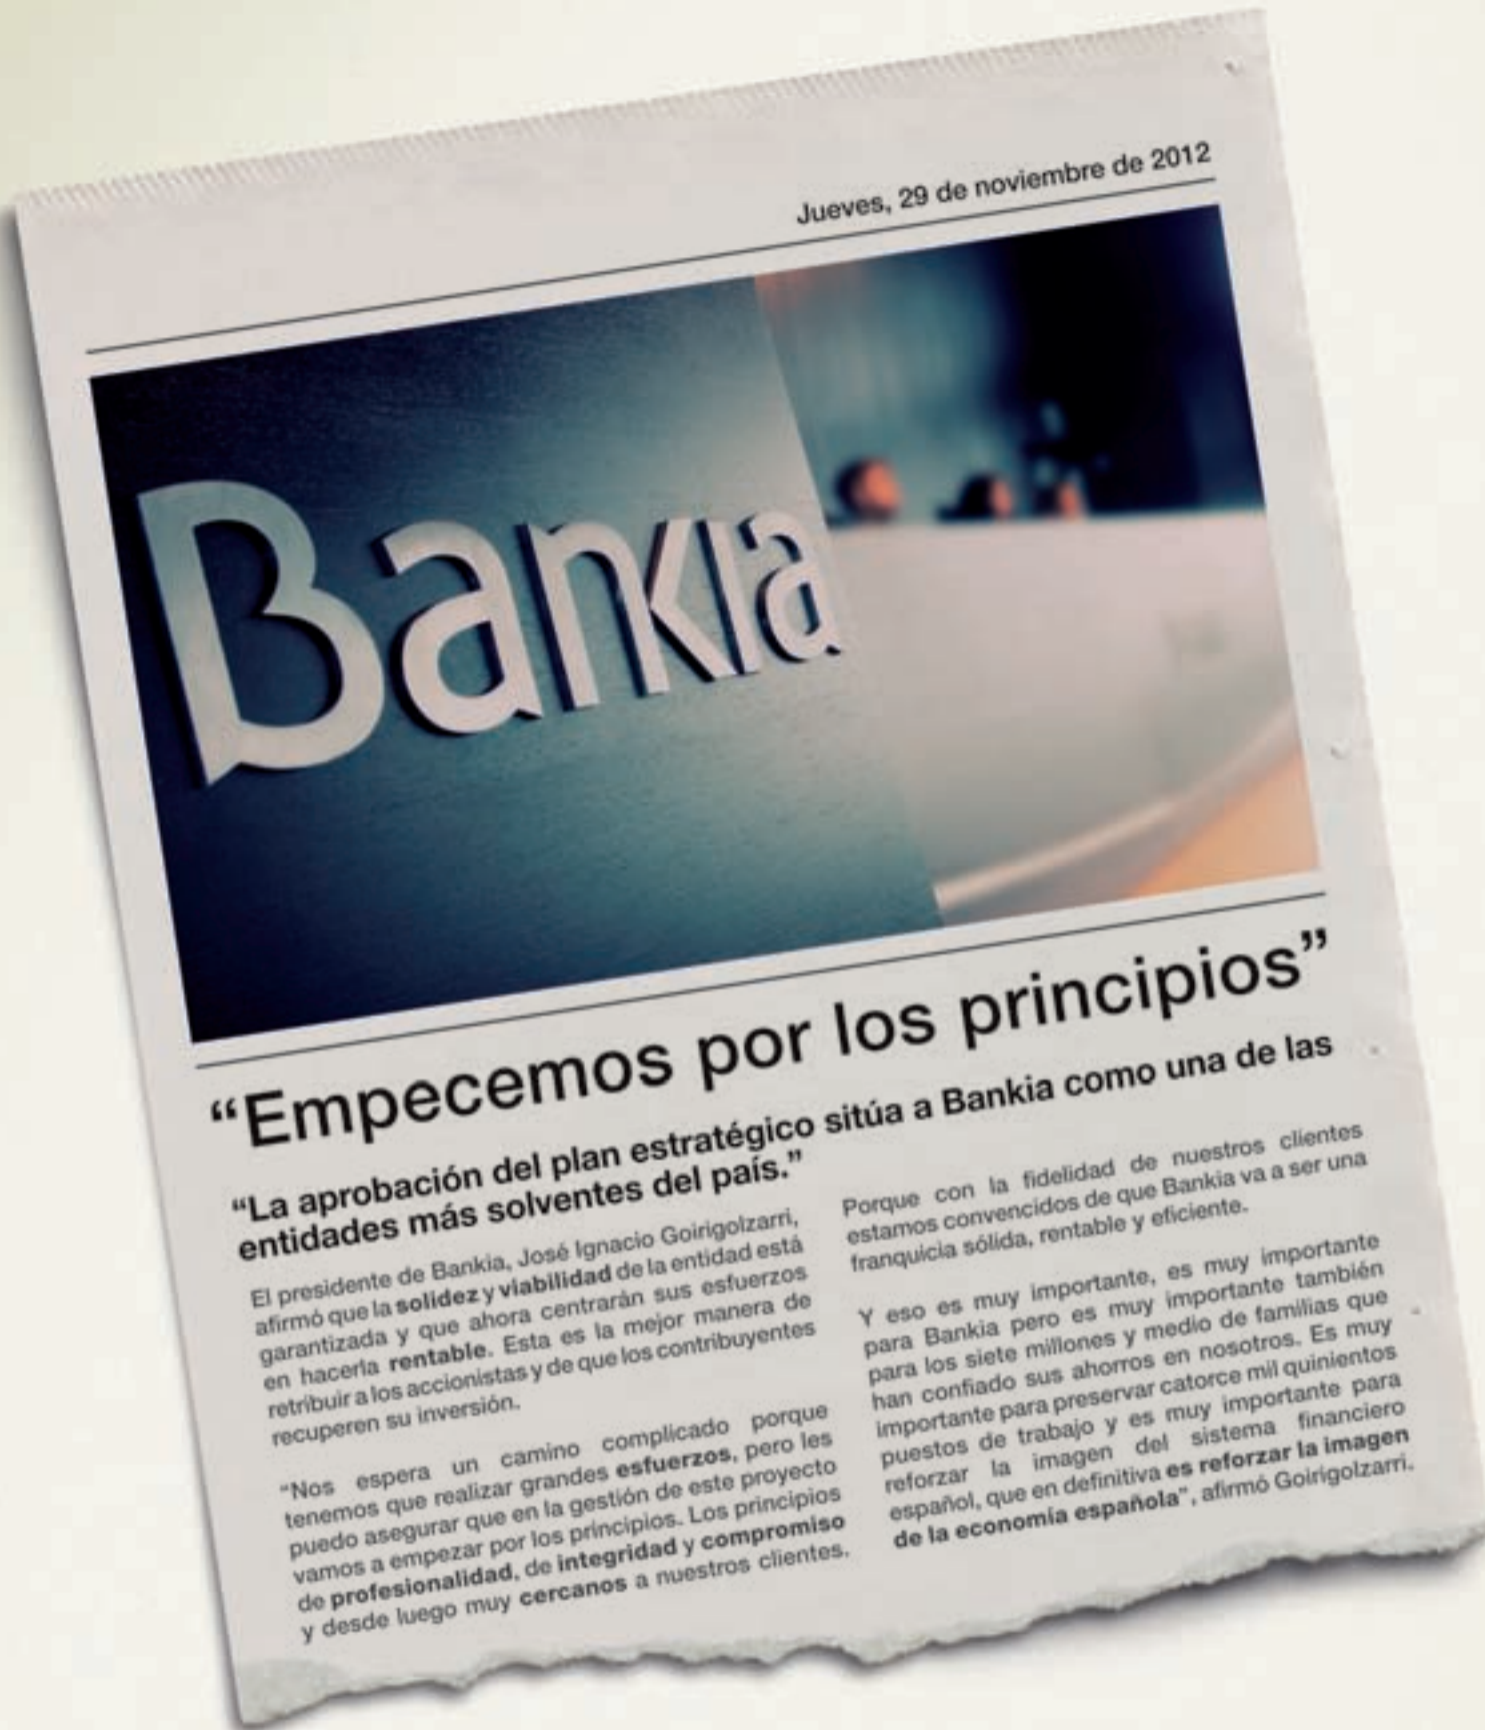 Jueves, 29 de noviembre de 2012
Bankia
“Empecemos por los principios”
“La aprobación del plan estratégico sitúa a Bankia como una de las
entidades más solventes del país.”
El presidente de Bankia, José Ignacio Goirigolzarri,
afirmó que la solidez y viabilidad de la entidad está
garantizada y que ahora centrarán sus esfuerzos
en hacerla rentable. Esta es la mejor manera de
retribuir a los accionistas y de que los contribuyentes
recuperen su inversión.
“Nos espera un camino complicado porque
tenemos que realizar grandes esfuerzos, pero les
puedo asegurar que en la gestión de este proyecto
vamos a empezar por los principios. Los principios
de profesionalidad, de integridad y compromiso
y desde luego muy cercanos a nuestros clientes.
Porque con la fidelidad de nuestros clientes
estamos convencidos de que Bankia va a ser una
franquicia sólida, rentable y eficiente.
Y eso es muy importante, es muy importante
para Bankia pero es muy importante también
para los siete millones y medio de familias que
han confiado sus ahorros en nosotros. Es muy
importante para preservar catorce mil quinientos
puestos de trabajo y es muy importante para
reforzar la imagen del sistema financiero
español, que en definitiva es reforzar la imagen
de la economía española”, afirmó Goirigolzarri.